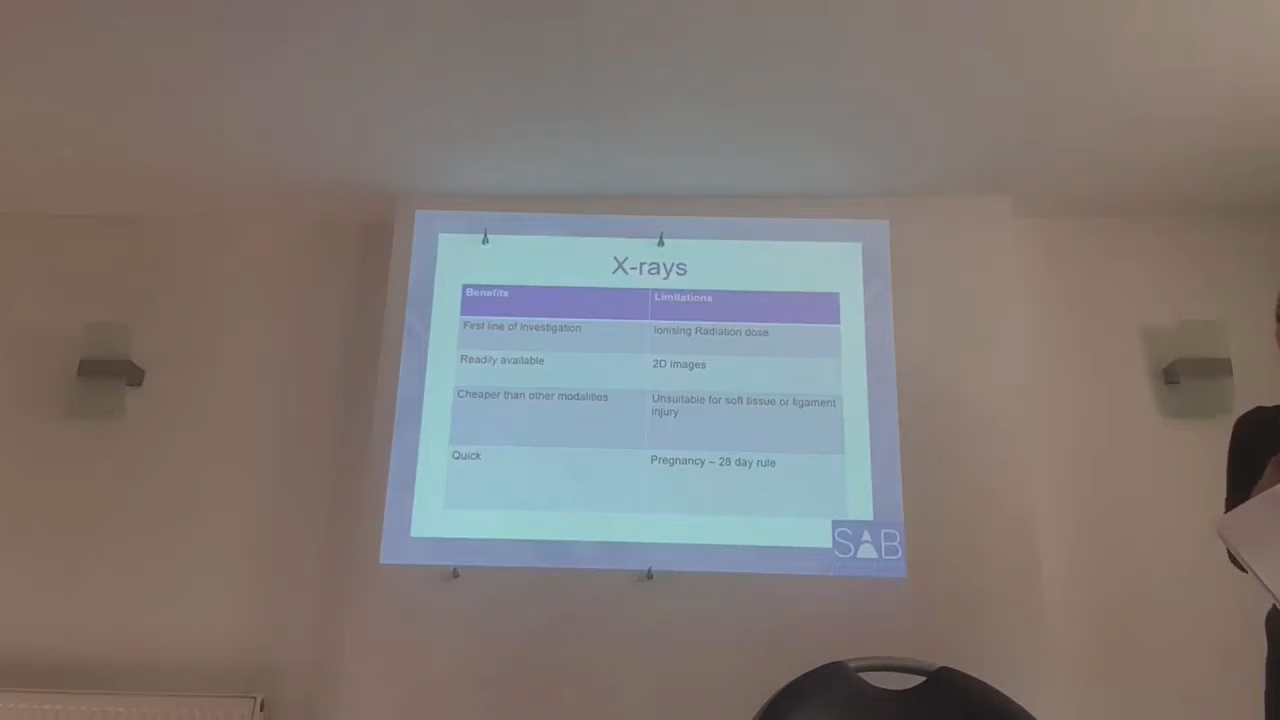 X-rays
Benefits
Limitations
First line of investigation
Ionising Radiation dose
Readily available
2D images
Cheaper than other modalities
Unsuitable for soft tissue or ligament
injury
Quick
Pregnancy – 28 day rule
SAB